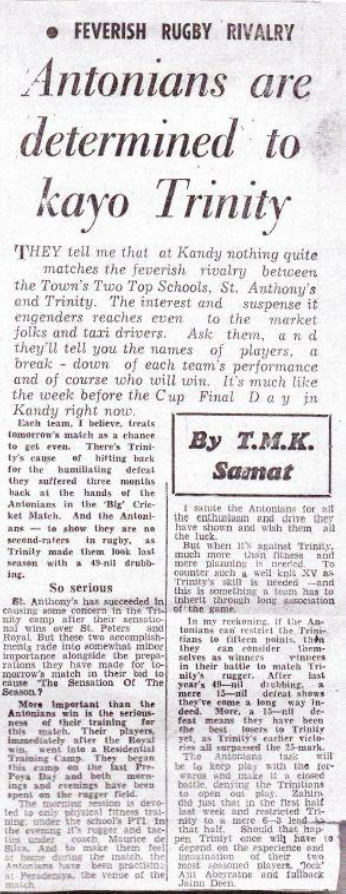 ● FEVERISH RUGBY RIVALRY
Antonians are
determined to
kayo Trinity
THEY tell me that at Kandy nothing quite
matches the feverish rivalry between
the Town's Two Top Schools, St. Anthony's
and Trinity. The interest and suspense it
engenders reaches even to the market
folks and taxi drivers. Ask them, and
they'll tell you the names of players, a
break - down of each team's performance
and of course who will win. It's much like
the week before the Cup Final Day in
Kandy right now.
Each team, I believe, treats
tomorrow's match as a chance
to get even. There's Trini-
ty's cause of hitting back
for the humiliating defeat
they suffered three months
back at the hands of the
Antonians in the 'Big' Cric-
ket Match. And the Antoni-
ans — to show they are no
second-raters in rugby, as
Trinity made them look last
season with a 49-nil drubb-
ing.
So serious
St. Anthony's has succeeded in
causing some concern in the Tri-
nity camp after their sensatio-
nal wins over St. Peters and
Royal. But these two accomplish-
ments fade into somewhat minor
importance alongside the prepa-
rations they have made for to-
morrow's match in their bid to
cause 'The Sensation Of The
Season.?
More important than the
Antonians win is the serious-
ness of their training for
this match. Their players,
immediately after the Royal
win, went into a Residential
Training Camp. They began
this camp on the last Pre-
Poya Day and both morn-
ings and evenings have been
spent on the rugger field.
The morning session is devo-
ted to only physical fitness trai-
ning, under the school's PTI. In
the evening it's rugger and tac-
tics under coach, Maurice de
Silva. And to make them feel
at home during the match, the
Antonians have been practising
at Peradeniya, the venue of the
match.
By T.M.K.
Samat
I salute the Antonians for all
the enthusiasm and drive they
have shown and wish them all
the luck.
But when it's against Trinity,
much more than fitness and
mere planning is needed. To
counter such a well-knit XV as
Trinity's skill is needed —and
this is something a team has to
inherit through long association
of the game.
In my reckoning, if the An-
tonians can restrict the Trini-
tians to fifteen points, then
they can consider them-
selves as winners winners
in their battle to match Tri-
nity's rugger. After last
year's 49—nil drubbing, a
mere 15—nil defeat shows
they've come a long way in-
deed. More, a 15—nil de-
feat means they have been
the best losers to Trinity
yet, as Trinity's earlier victo-
ries all surpassed the 25-mark.
The Antonians task will
be to keep play with the for-
wards and make it a closed
battle, denying the Trinitians
to open out play. Zahira
did just that in the first half
last week and restricted Tri-
nity to a mere 6—3 lead in
that half. Should that hap-
pen Trinity once will have to
depend on the experience and
imagination of their two
most seasoned players, 'Jock'
Abeyratne and fullback
Jainu Deen.